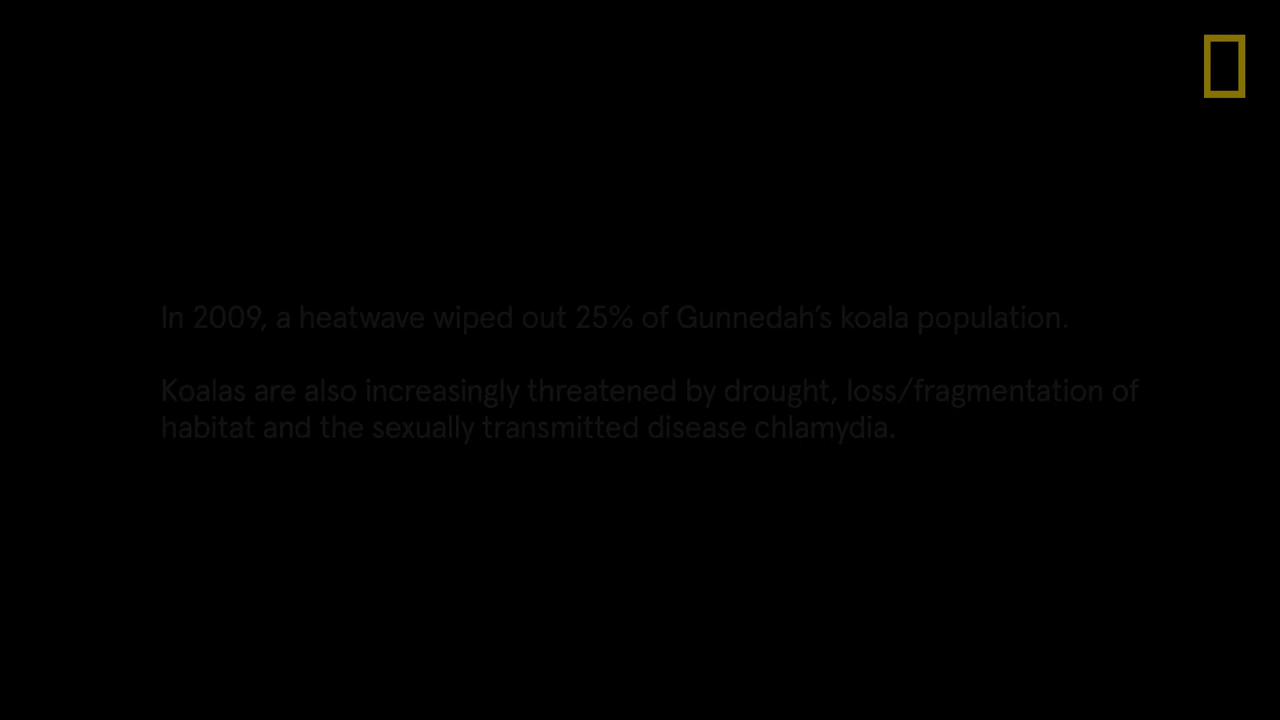 In 2009, a heatwave wiped out 25% of Gunnedah’s koala population.
Koalas are also increasingly threatened by drought, loss/fragmentation of
habitat and the sexually transmitted disease chlamydia.